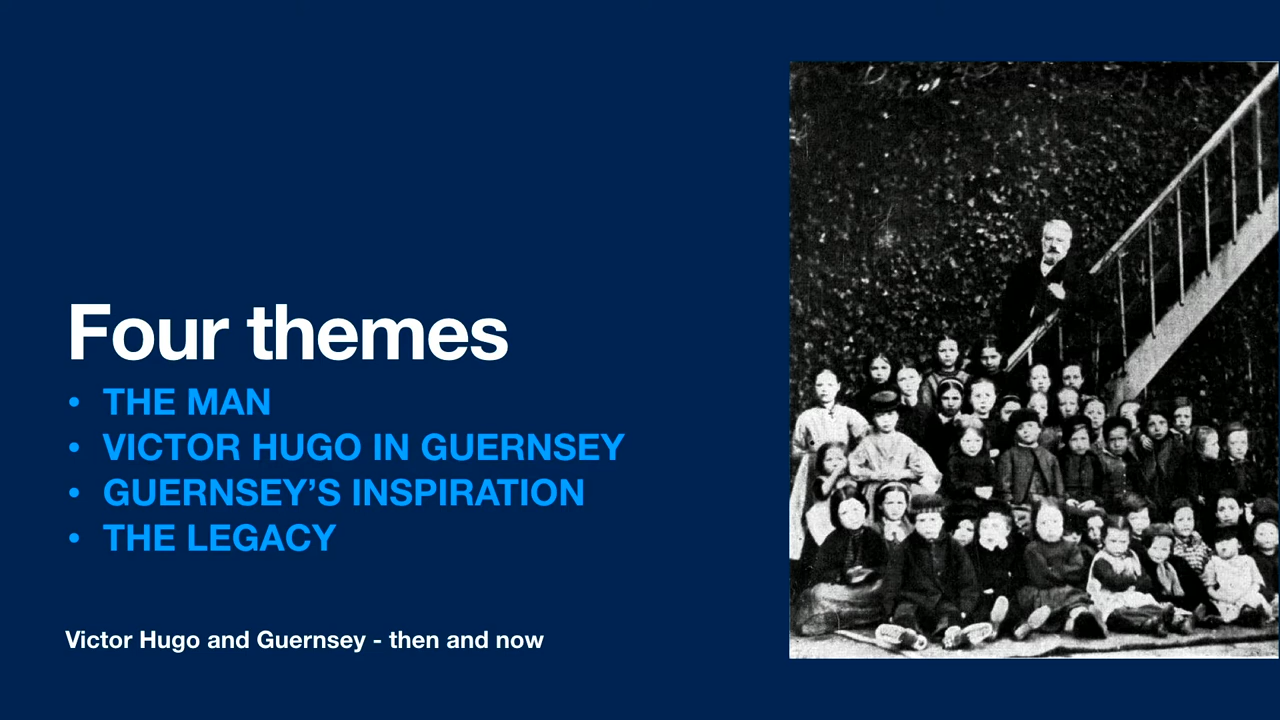 Four themes
• THE MAN
• VICTOR HUGO IN GUERNSEY
• GUERNSEY’S INSPIRATION
• THE LEGACY
Victor Hugo and Guernsey - then and now